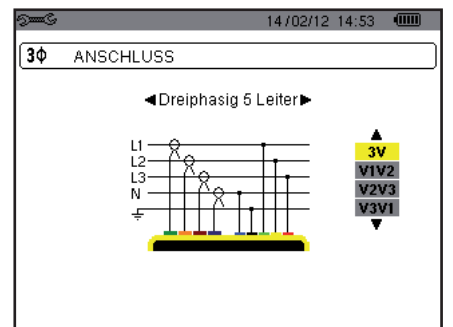 14/02/12 14:53
3ϕ ANSCHLUSS
◄Dreiphasig 5 Leiter►
L1
L2
L3
N
3V
V1V2
V2V3
V3V1